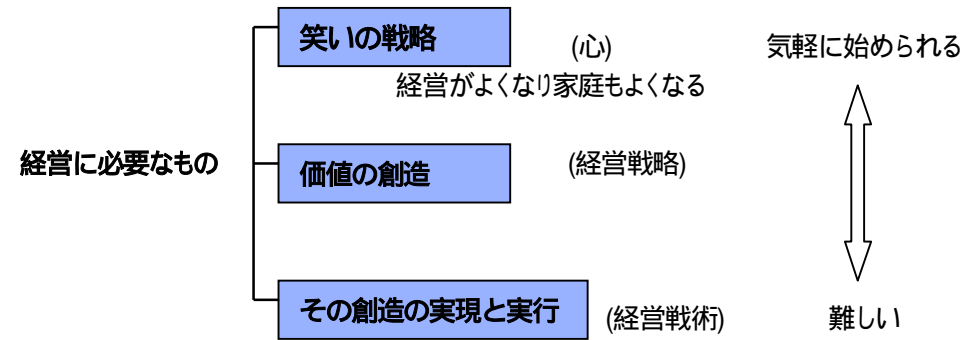 笑いの戦略
(心)
気軽に始められる
経営がよくなり家庭もよくなる
経営に必要なもの
価値の創造
(経営戦略)
その創造の実現と実行
(経営戦術)
難しい